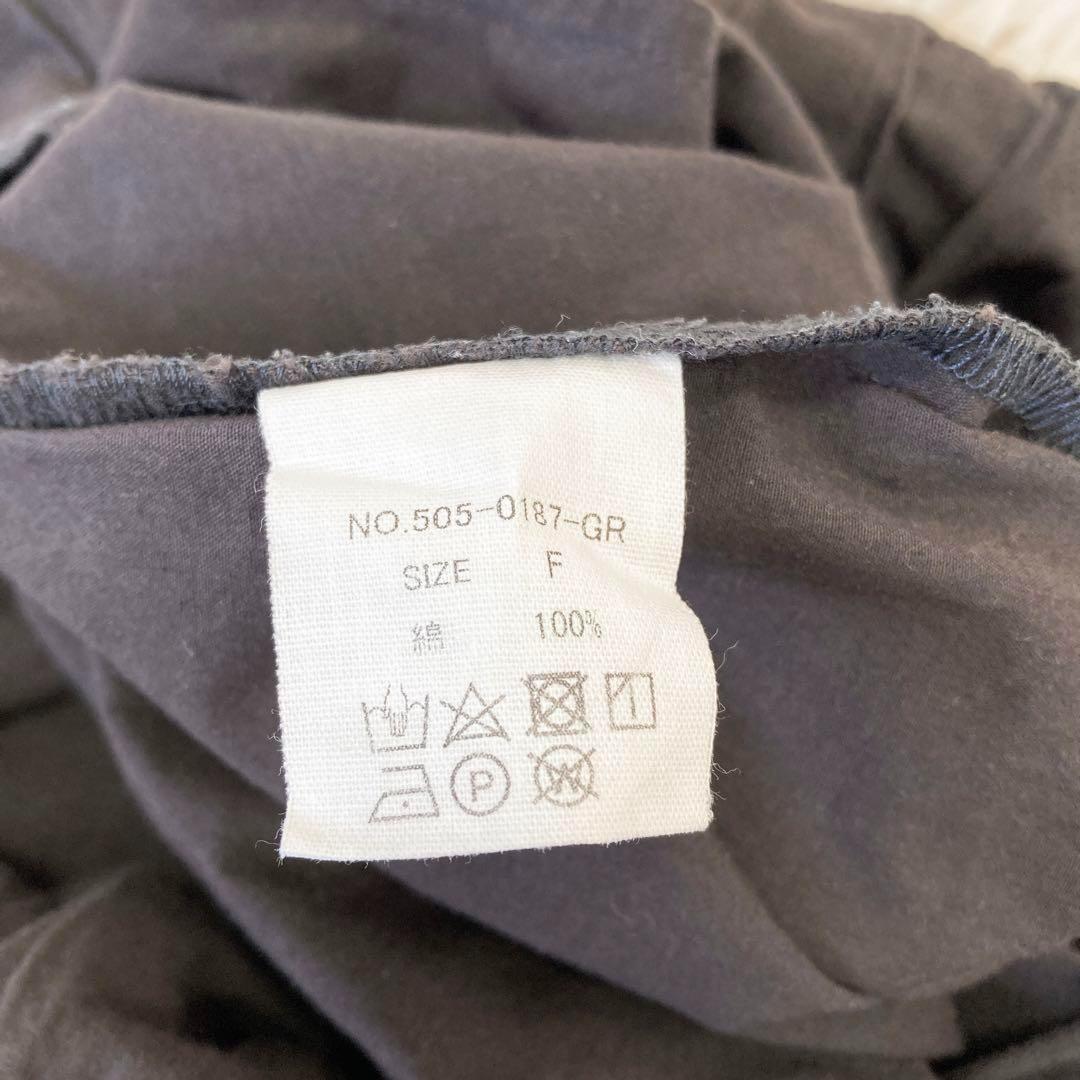 NO.505-0187-GR
SIZE F
綿 100%
P
W